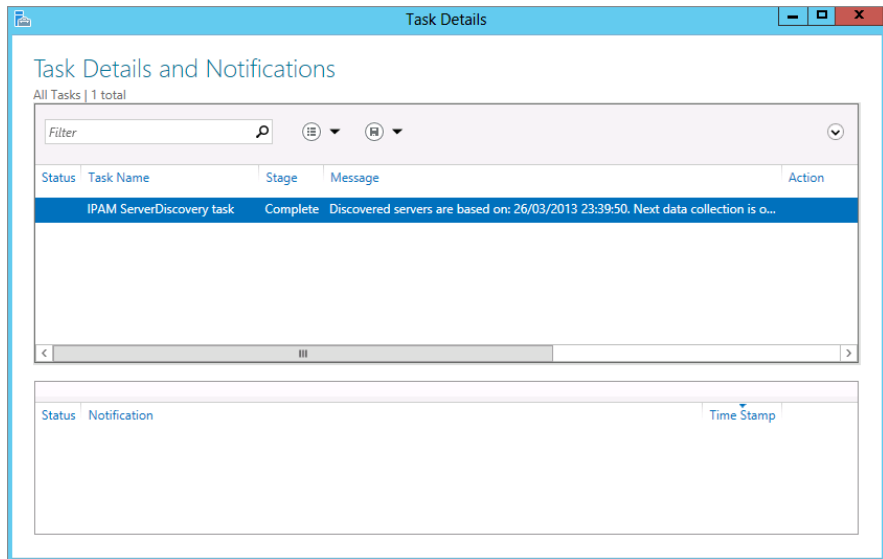 Task Details
Task Details and Notifications
All Tasks | 1 total
Filter
Status Task Name Stage Message Action
IPAM ServerDiscovery task Complete Discovered servers are based on: 26/03/2013 23:39:50. Next data collection is o...
Status Notification Time Stamp